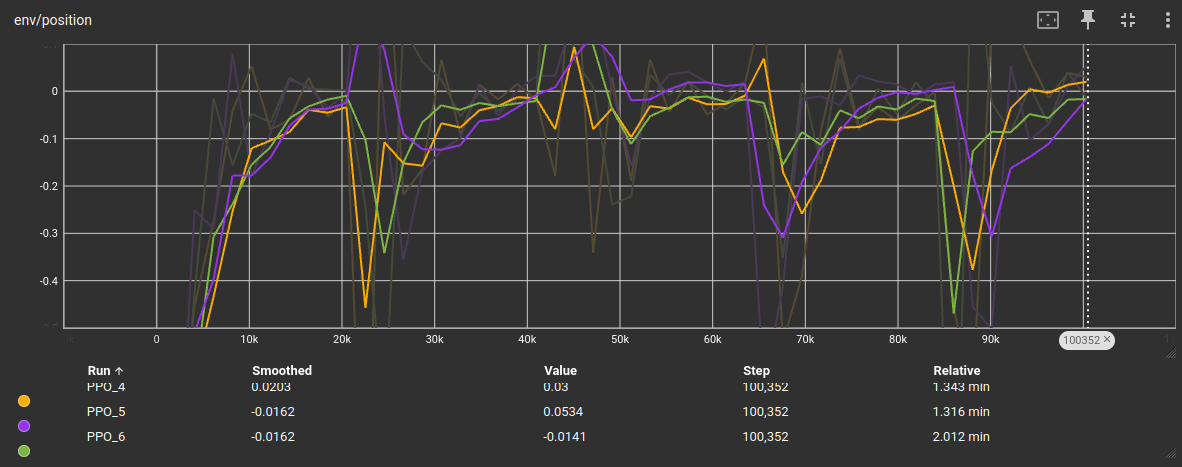 env/position
0
-0.1
-0.2
-0.3
-0.4
0 10k 20k 30k 40k 50k 60k 70k 80k 90k 100352 ×
Run ↑ Smoothed Value Step Relative
PPO_4 0.0203 0.03 100,352 1.343 min
PPO_5 -0.0162 0.0534 100,352 1.316 min
PPO_6 -0.0162 -0.0141 100,352 2.012 min